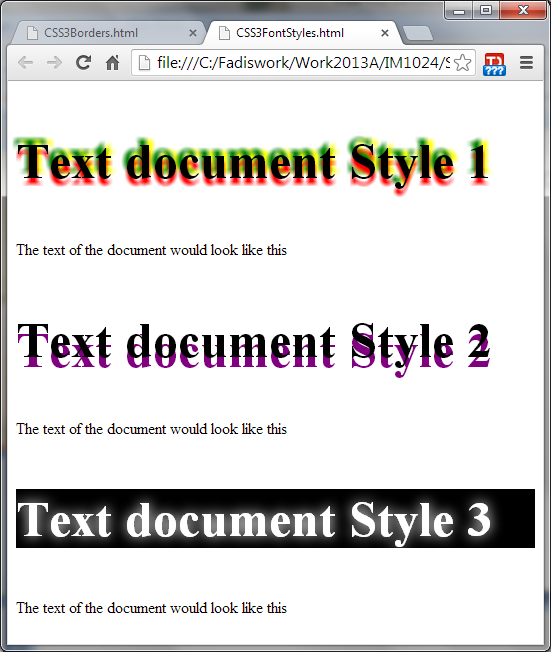 CSS3Borders.html
CSS3FontStyles.html
file:///C:/Fadiswork/Work2013A/IM1024/S
???
Text document Style 1
The text of the document would look like this
Text document Style 2
The text of the document would look like this
Text document Style 3
The text of the document would look like this